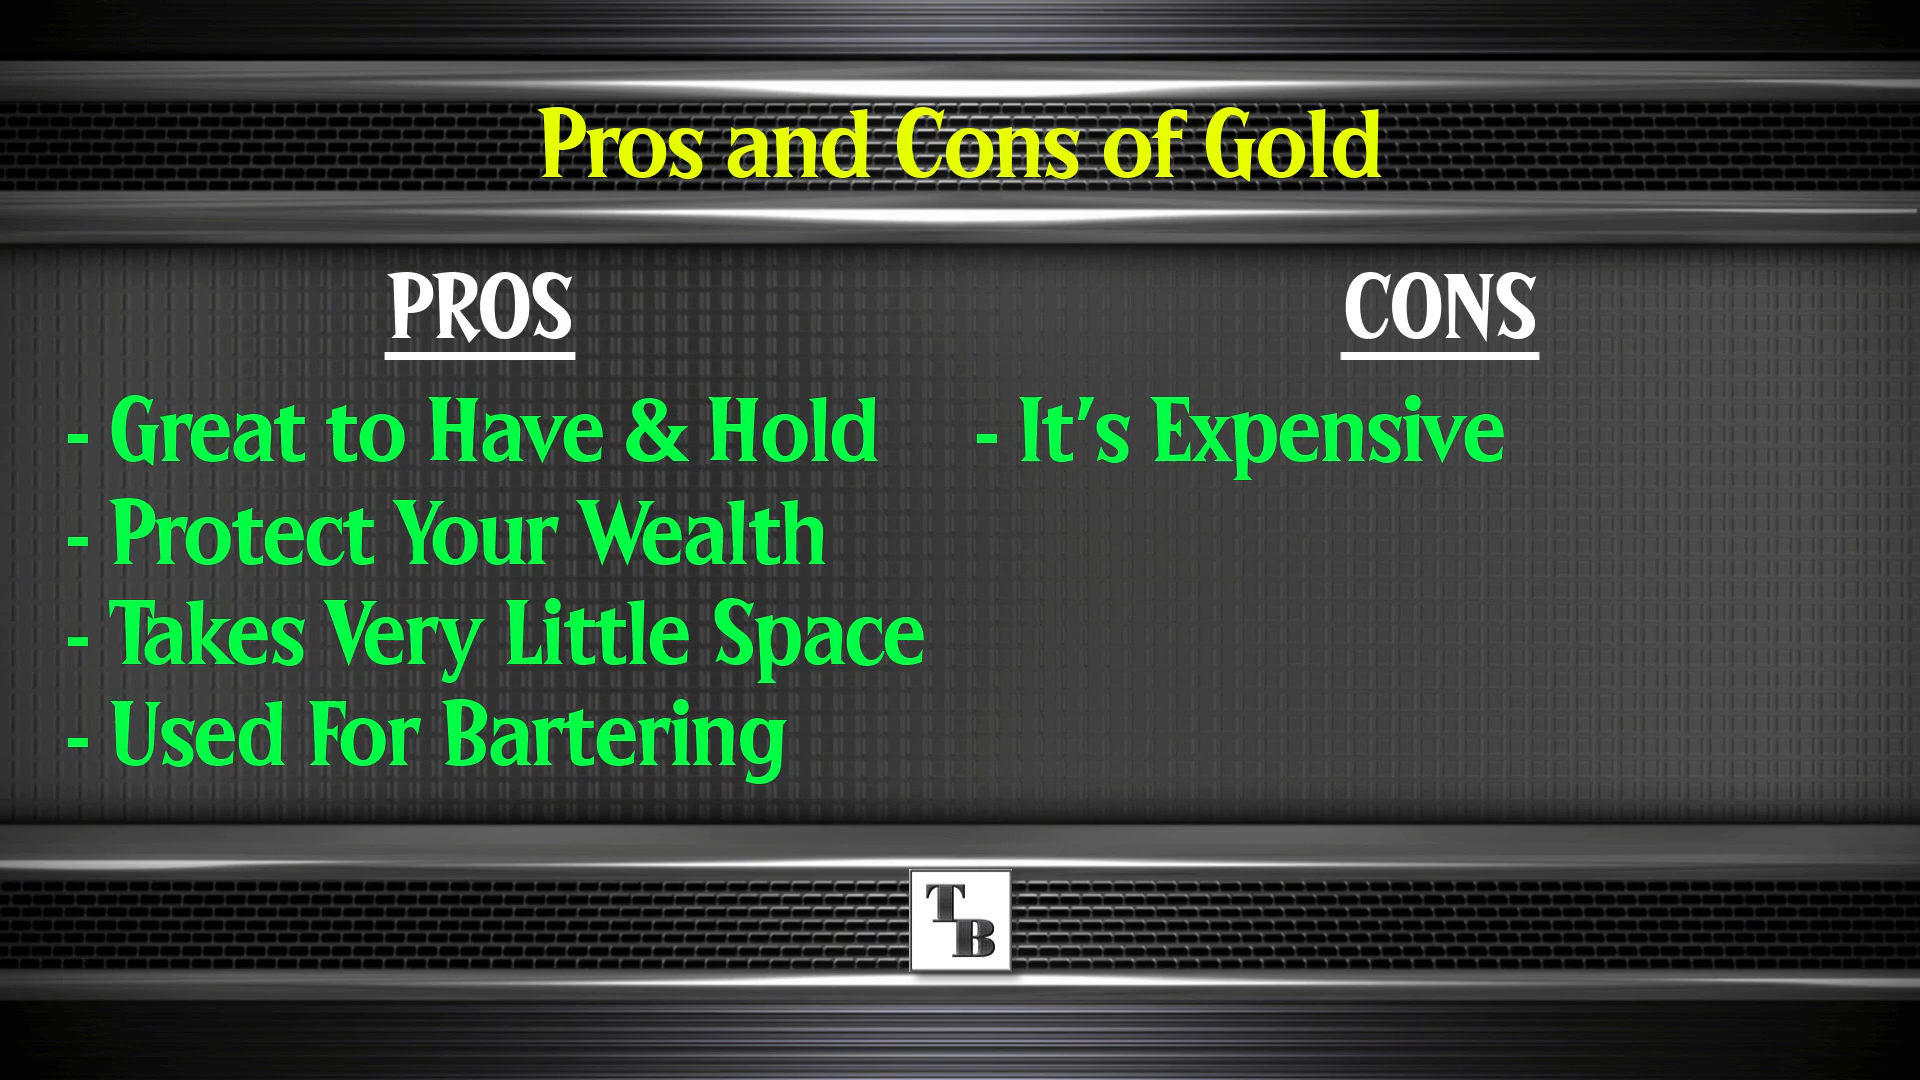 Pros and Cons of Gold
PROS
- Great to Have & Hold
- Protect Your Wealth
- Takes Very Little Space
- Used For Bartering
CONS
- It's Expensive
T
B